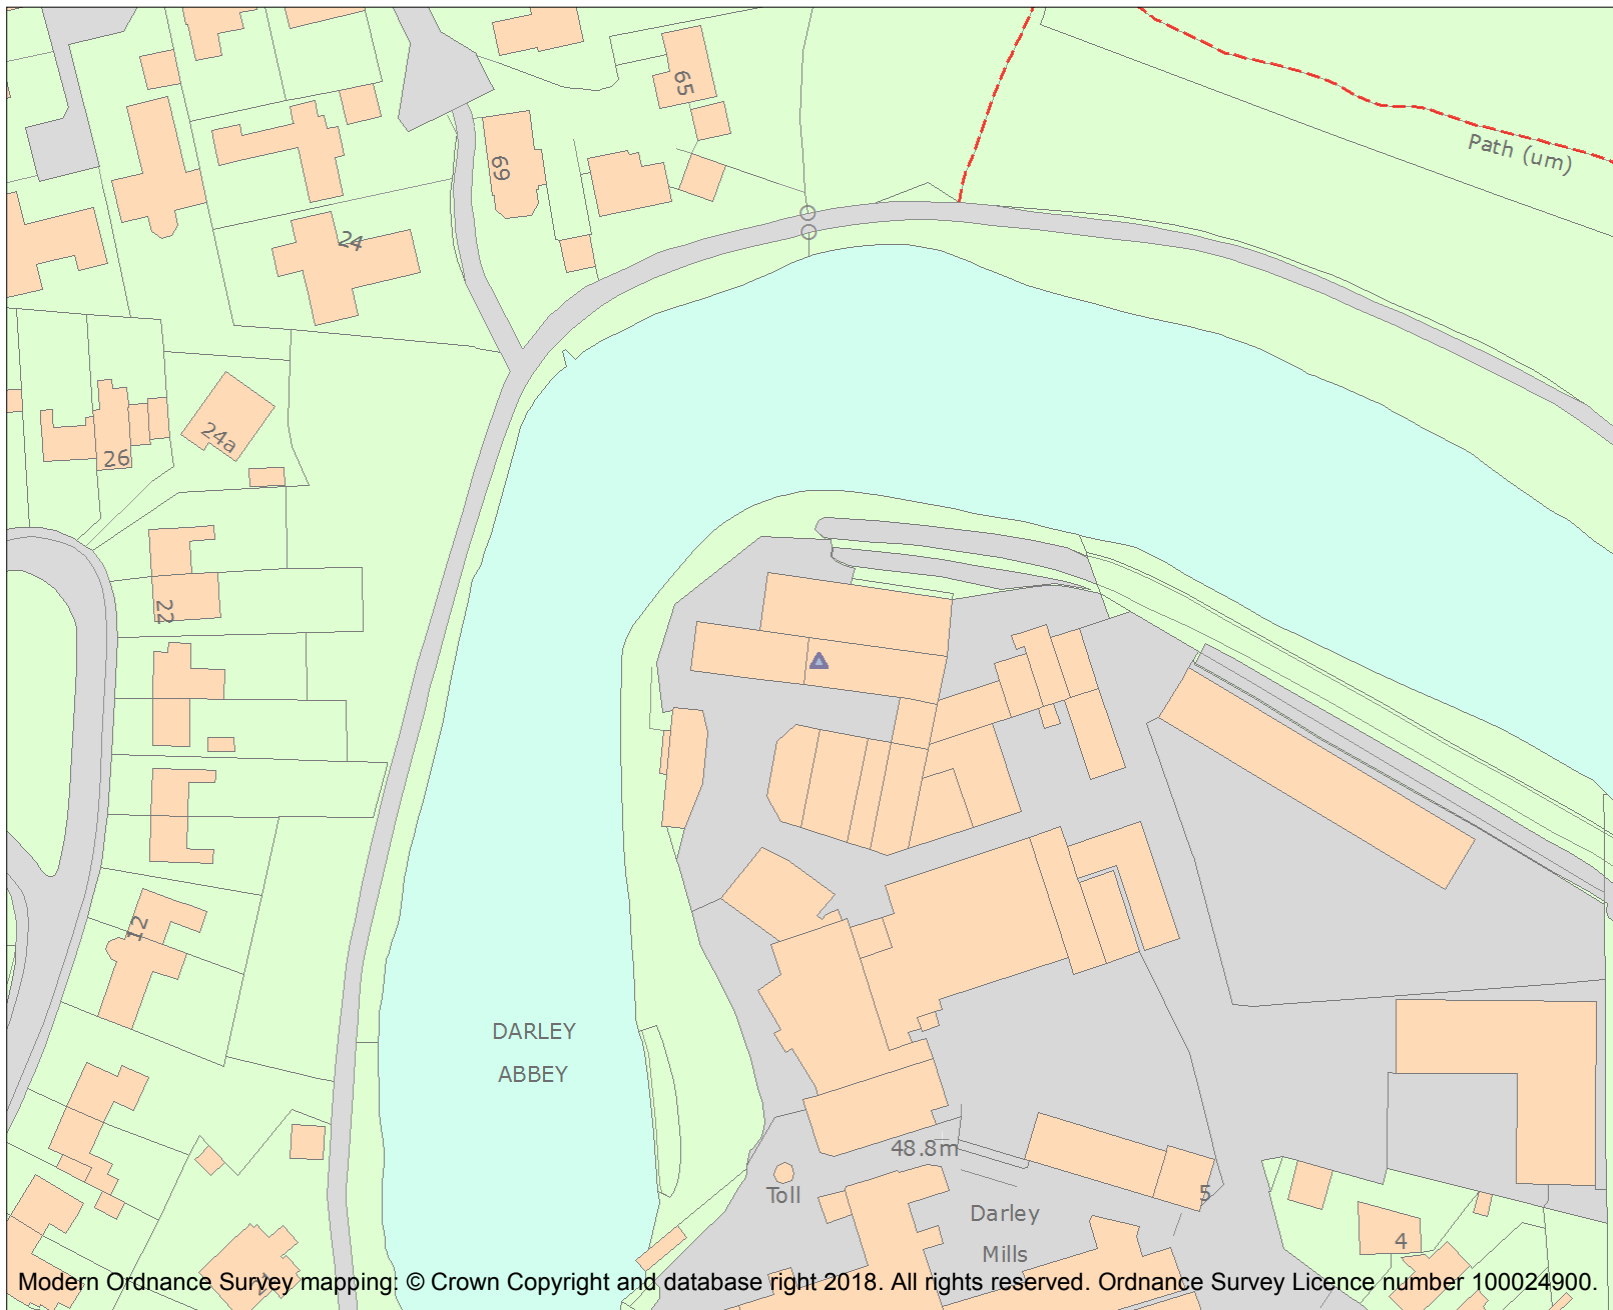 65
Path (um)
69
24
24a
26
22
12
DARLEY
ABBEY
48.8m
Toll
5
Darley
Mills
4
Modern Ordnance Survey mapping: © Crown Copyright and database right 2018. All rights reserved. Ordnance Survey Licence number 100024900.